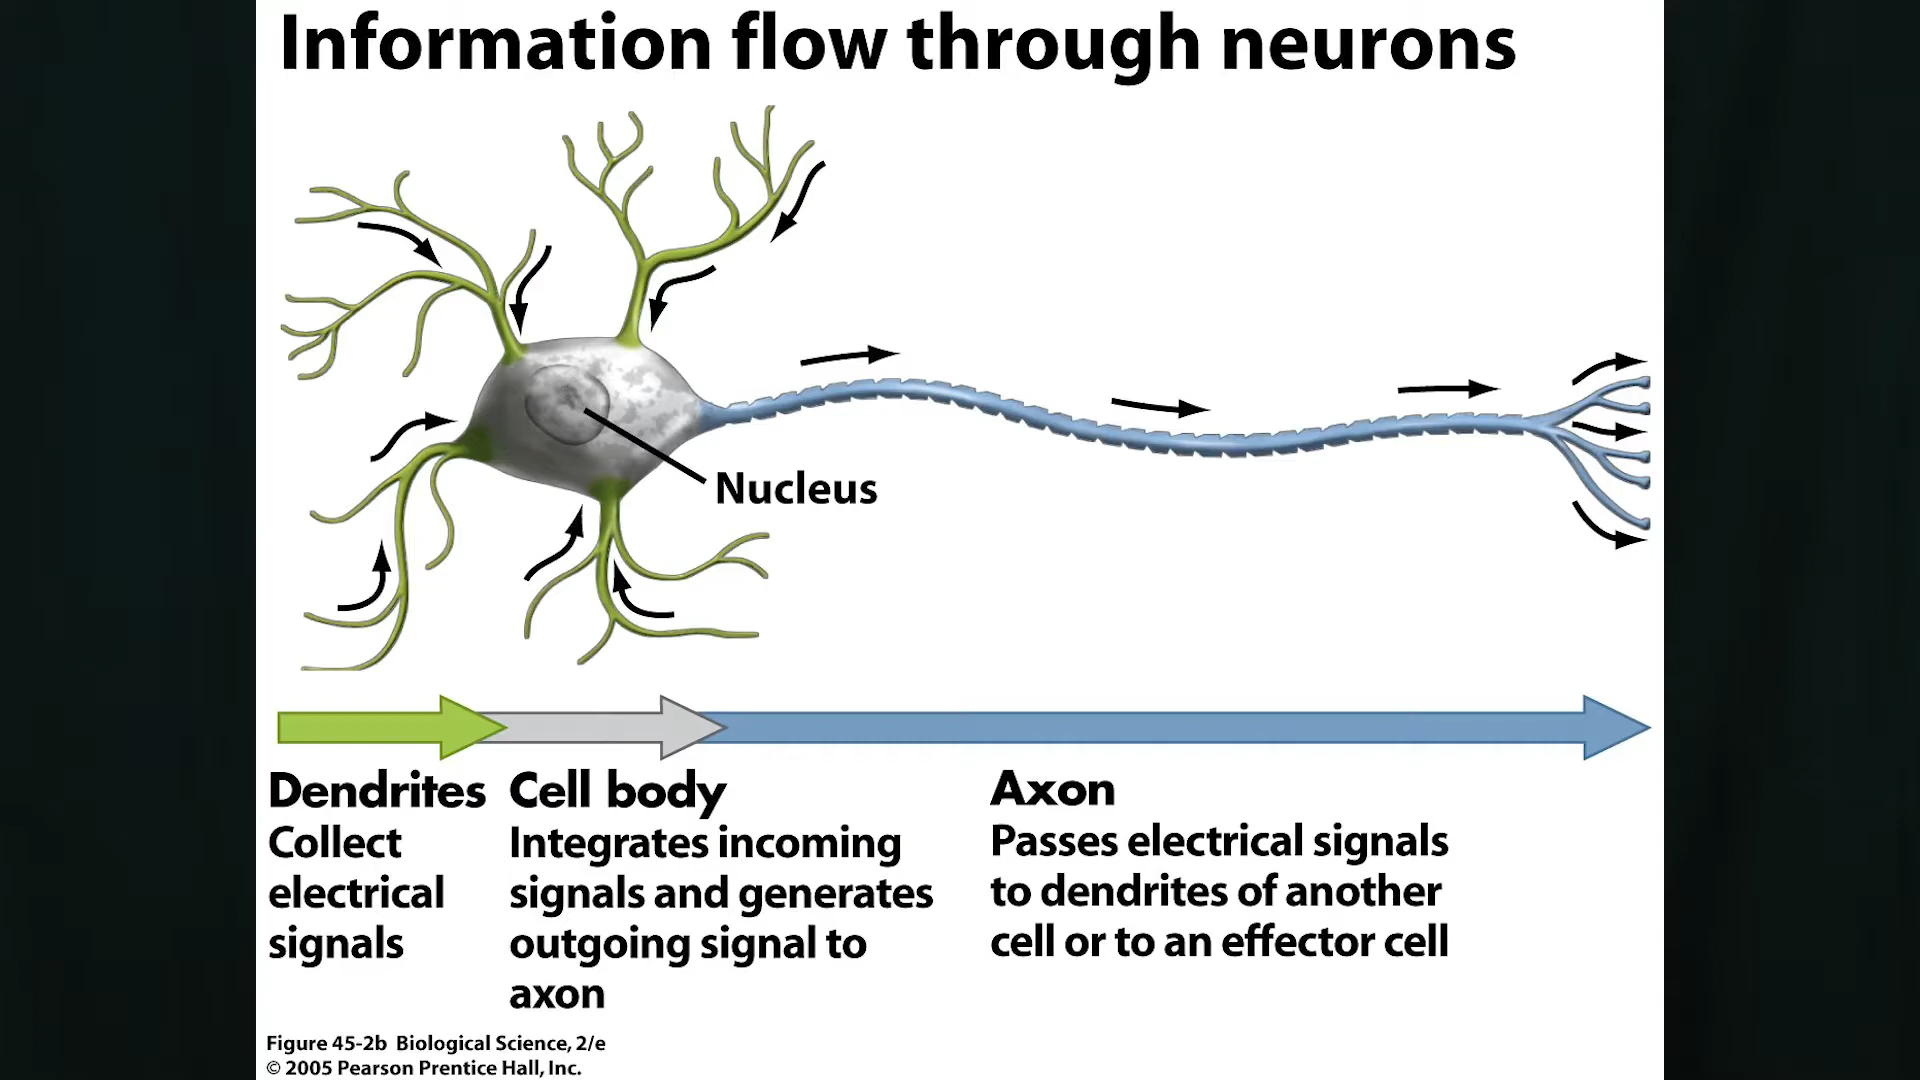 Information flow through neurons
Nucleus
Dendrites
Collect
electrical
signals
Cell body
Integrates incoming
signals and generates
outgoing signal to
axon
Axon
Passes electrical signals
to dendrites of another
cell or to an effector cell
Figure 45-2b Biological Science, 2/e
© 2005 Pearson Prentice Hall, Inc.